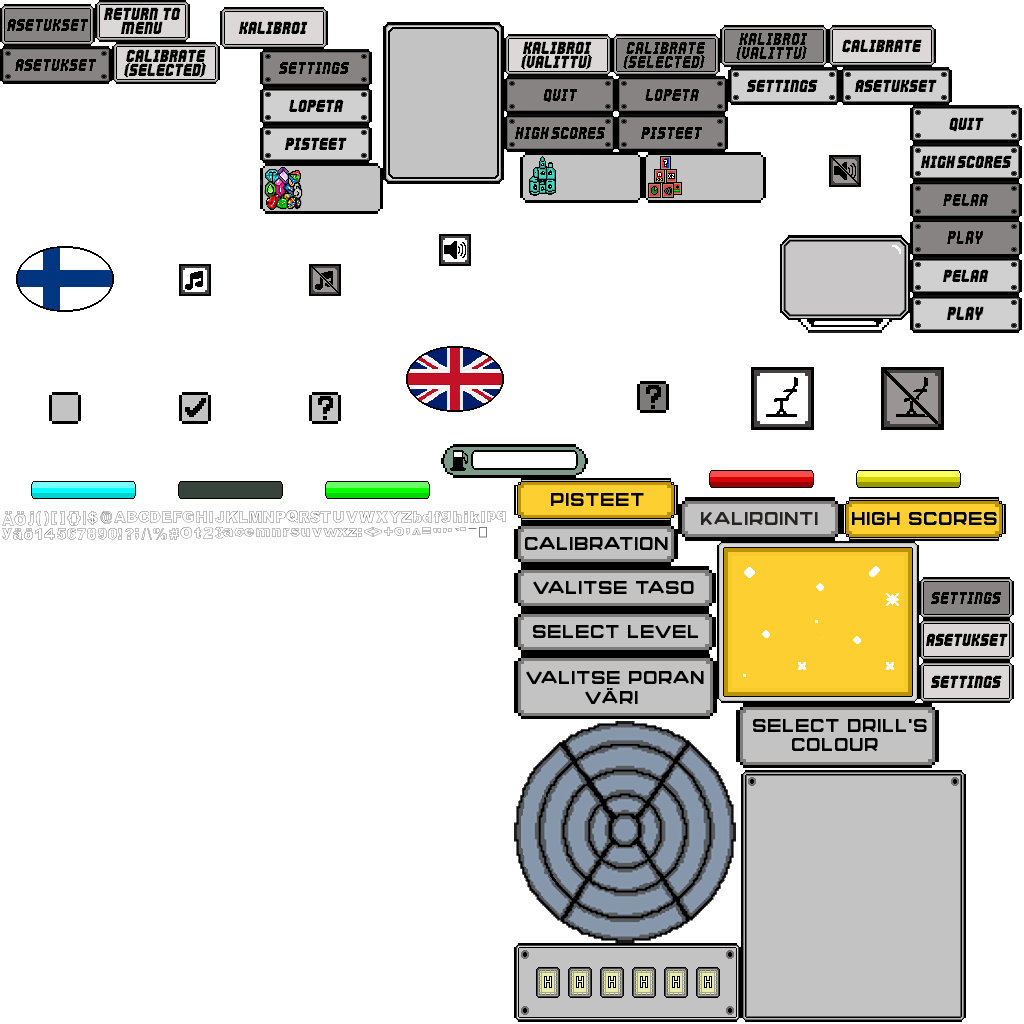 ASETUKSET
RETURN TO
MENU
ASETUKSET
CALIBRATE
(SELECTED)
KALIBROI
SETTINGS
LOPETA
PISTEET
KALIBROI
(VALITTU)
CALIBRATE
(SELECTED)
KALIBROI
(VALITTU)
CALIBRATE
QUIT
LOPETA
SETTINGS
ASETUKSET
HIGH SCORES
PISTEET
QUIT
HIGH SCORES
PELAA
PLAY
PELAA
PLAY
?
?
PISTEET
KALIROINTI
HIGH SCORES
CALIBRATION
VALITSE TASO
SELECT LEVEL
VALITSE PORAN
VÄRI
SETTINGS
ASETUKSET
SETTINGS
SELECT DRILL'S
COLOUR
H H H H H H